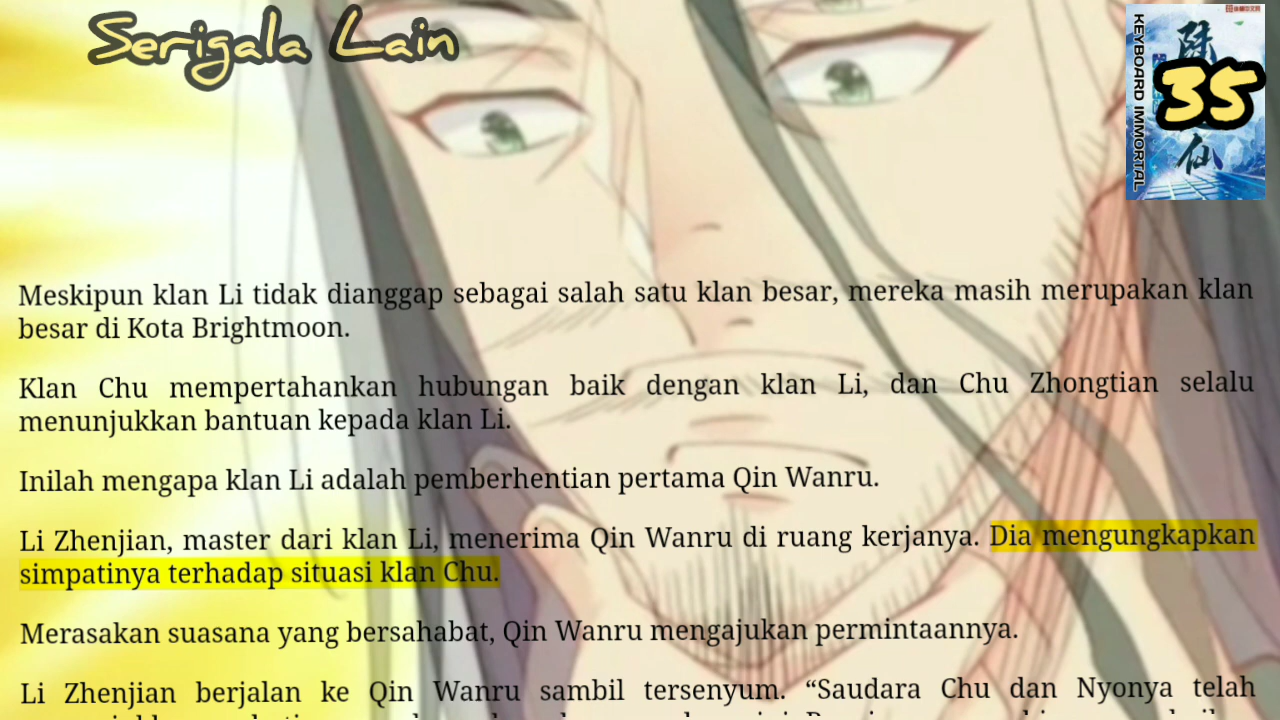 Serigala Lain
KEYBOARD IMMORTAL
35
仙
Meskipun klan Li tidak dianggap sebagai salah satu klan besar, mereka masih merupakan klan
besar di Kota Brightmoon.
Klan Chu mempertahankan hubungan baik dengan klan Li, dan Chu Zhongtian selalu
menunjukkan bantuan kepada klan Li.
Inilah mengapa klan Li adalah pemberhentian pertama Qin Wanru.
Li Zhenjian, master dari klan Li, menerima Qin Wanru di ruang kerjanya. Dia mengungkapkan
simpatinya terhadap situasi klan Chu.
Merasakan suasana yang bersahabat, Qin Wanru mengajukan permintaannya.
Li Zhenjian berjalan ke Qin Wanru sambil tersenyum. “Saudara Chu dan Nyonya telah